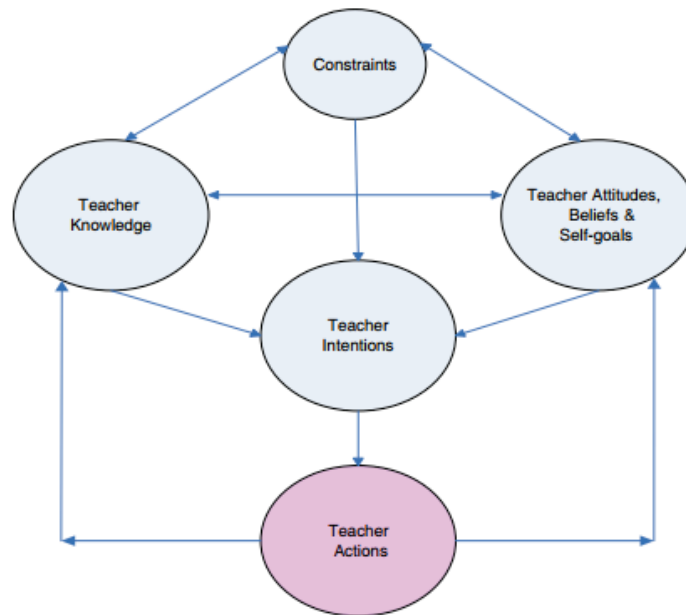 Constraints
Teacher
Knowledge
Teacher Attitudes,
Beliefs &
Self-goals
Teacher
Intentions
Teacher
Actions